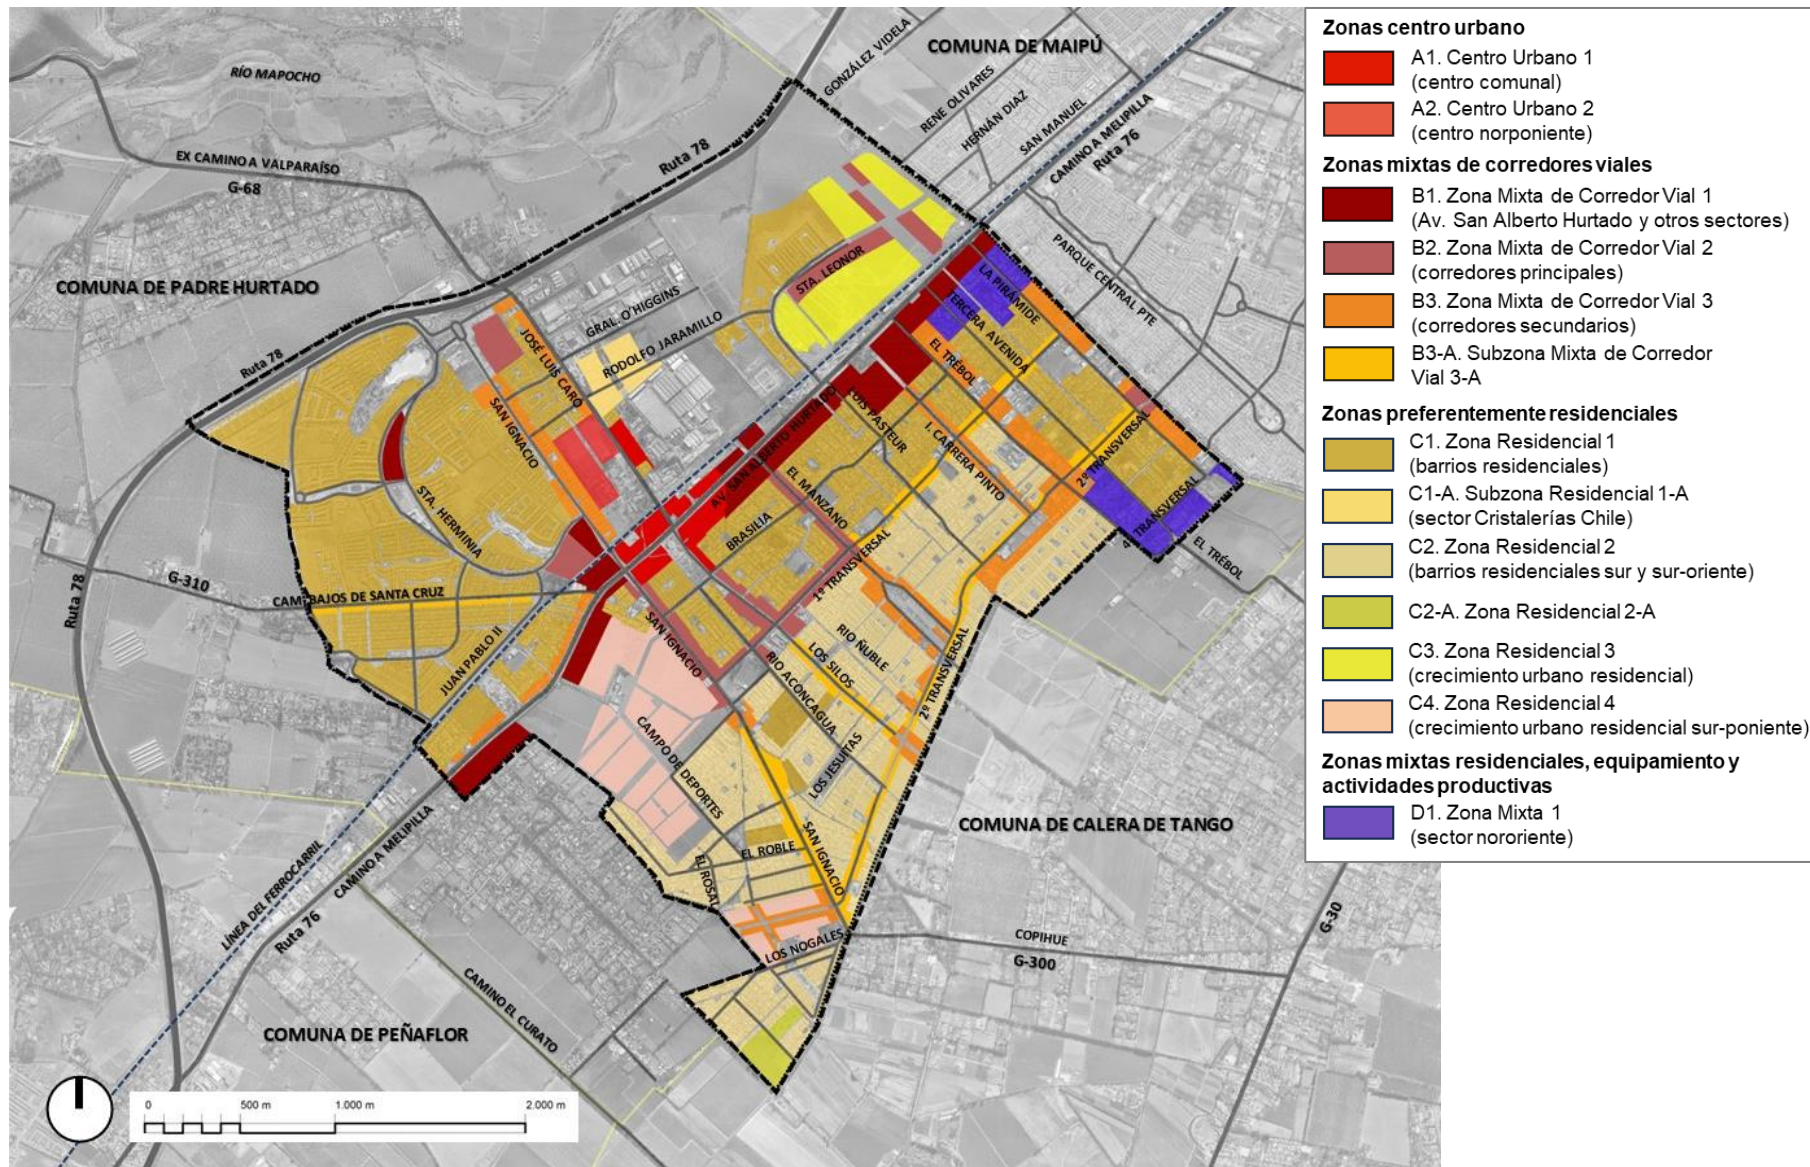 COMUNA DE MAIPÚ
GONZÁLEZ VIDELA
RENE OLIVARES
HERNÁN DIAZ
SAN MANUEL
CAMINO A MELIPILLA
Ruta 76
RÍO MAPOCHO
EX CAMINO A VALPARAÍSO
G-68
Ruta 78
PARQUE CENTRAL PTE
COMUNA DE PADRE HURTADO
STA. LEONOR
LA PIRÁMIDE
TERCERA AVENIDA
GRAL. O'HIGGINS
RODOLFO JARAMILLO
JOSÉ LUIS CARO
EL TRÉBOL
Ruta 78
SAN IGNACIO
LUIS PASTEUR
AV. SAN ALBERTO HURTADO
I. CARRERA PINTO
2º TRANSVERSAL
4º TRANSVERSAL
EL TRÉBOL
EL MANZANO
BRASILIA
STA. HERMINIA
1º TRANSVERSAL
G-310
CAM. BAJOS DE SANTA CRUZ
Ruta 78
JUAN PABLO II
SAN IGNACIO
RIO ÑUBLE
LOS SILOS
RIO ACONCAGUA
2º TRANSVERSAL
CAMPO DE DEPORTES
LOS JESUITAS
SAN IGNACIO
EL ROBLE
EL ROSAL
COMUNA DE CALERA DE TANGO
LÍNEA DEL FERROCARRIL
CAMINO A MELIPILLA
Ruta 76
LOS NOGALES
COPIHUE
G-300
G-30
CAMINO EL CURATO
COMUNA DE PEÑAFLOR
0 500 m 1.000 m 2.000 m
Zonas centro urbano
A1. Centro Urbano 1
(centro comunal)
A2. Centro Urbano 2
(centro norponiente)
Zonas mixtas de corredores viales
B1. Zona Mixta de Corredor Vial 1
(Av. San Alberto Hurtado y otros sectores)
B2. Zona Mixta de Corredor Vial 2
(corredores principales)
B3. Zona Mixta de Corredor Vial 3
(corredores secundarios)
B3-A. Subzona Mixta de Corredor
Vial 3-A
Zonas preferentemente residenciales
C1. Zona Residencial 1
(barrios residenciales)
C1-A. Subzona Residencial 1-A
(sector Cristalerías Chile)
C2. Zona Residencial 2
(barrios residenciales sur y sur-oriente)
C2-A. Zona Residencial 2-A
C3. Zona Residencial 3
(crecimiento urbano residencial)
C4. Zona Residencial 4
(crecimiento urbano residencial sur-poniente)
Zonas mixtas residenciales, equipamiento y
actividades productivas
D1. Zona Mixta 1
(sector nororiente)